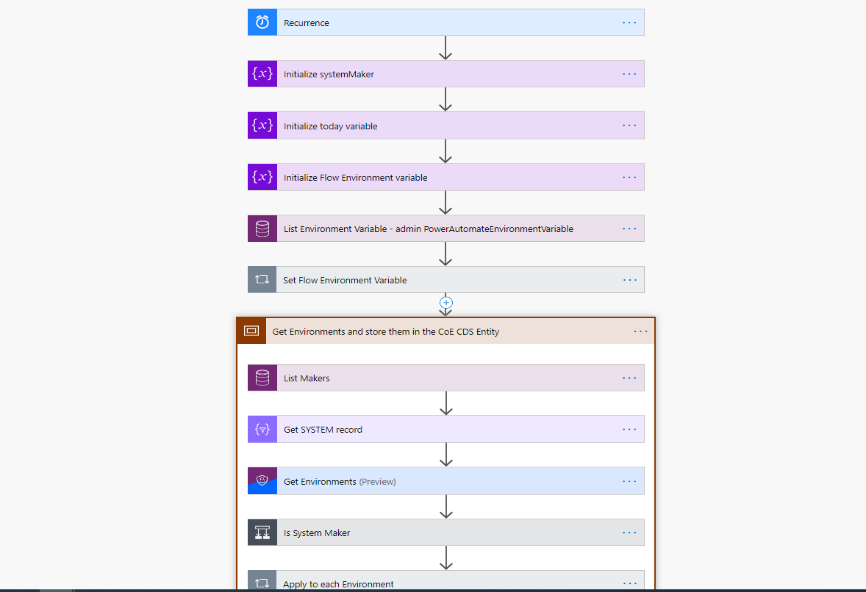 Recurrence
Initialize systemMaker
Initialize today variable
Initialize Flow Environment variable
List Environment Variable - admin PowerAutomateEnvironmentVariable
Set Flow Environment Variable
Get Environments and store them in the CoE CDS Entity
List Makers
Get SYSTEM record
Get Environments (Preview)
Is System Maker
Apply to each Environment